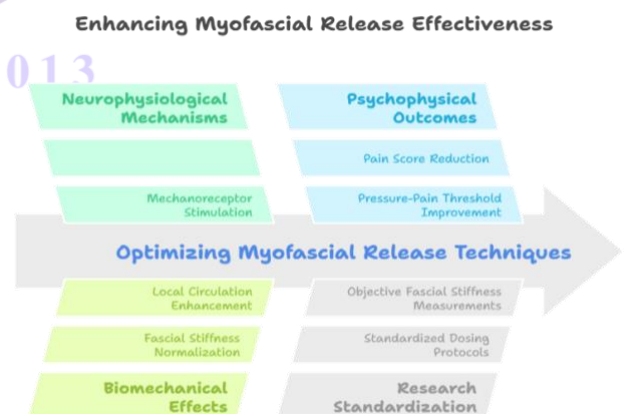 Enhancing Myofascial Release Effectiveness
013
Neurophysiological
Mechanisms
Psychophysical
Outcomes
Pain Score Reduction
Mechanoreceptor
Stimulation
Pressure-Pain Threshold
Improvement
Optimizing Myofascial Release Techniques
Local Circulation
Enhancement
Objective Fascial Stiffness
Measurements
Fascial Stiffness
Normalization
Standardized Dosing
Protocols
Biomechanical
Effects
Research
Standardization